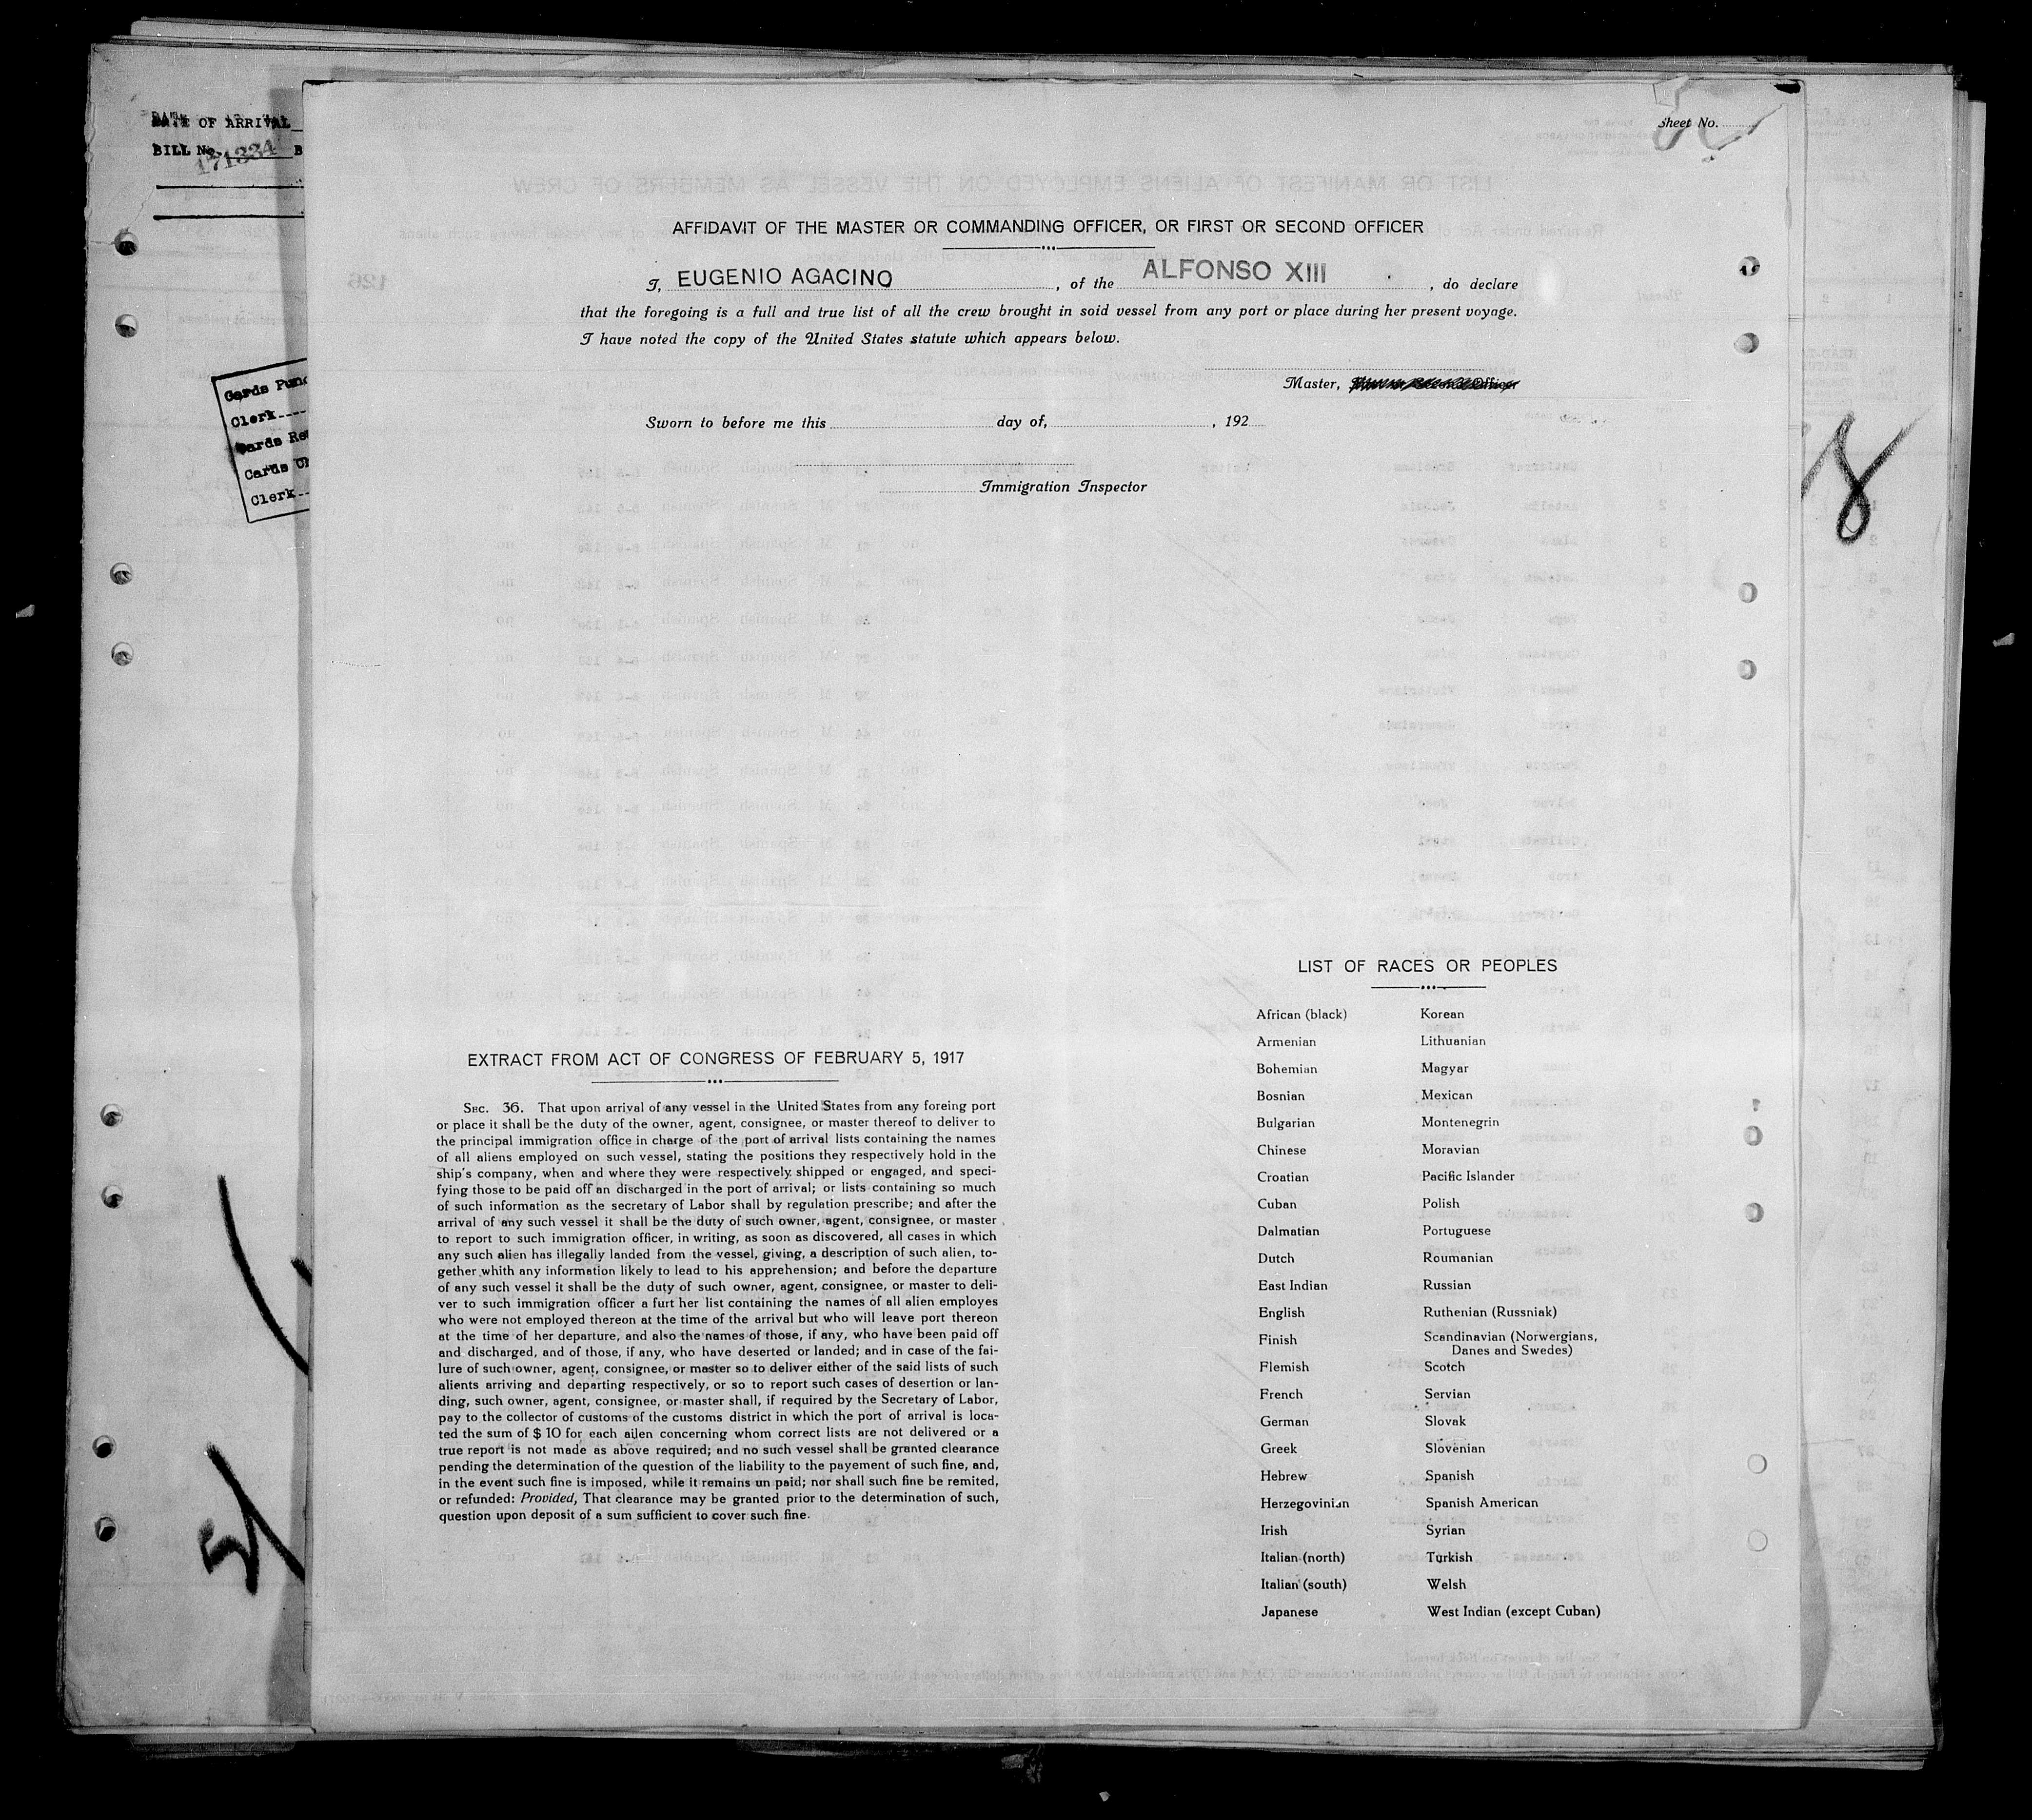 DATE OF ARRIVAL
BILL No. 171334 B
Cards Punc
Clerk
Cards Re
Cards Ch
Clerk
8
Sheet No.
AFFIDAVIT OF THE MASTER OR COMMANDING OFFICER, OR FIRST OR SECOND OFFICER
I, EUGENIO AGACINO, of the ALFONSO XIII, do declare
that the foregoing is a full and true list of all the crew brought in soid vessel from any port or place during her present voyage.
I have noted the copy of the United States statute which appears below.
Master,
Sworn to before me this day of, , 192
Immigration Inspector
EXTRACT FROM ACT OF CONGRESS OF FEBRUARY 5, 1917
SEC. 36. That upon arrival of any vessel in the United States from any foreing port
or place it shall be the duty of the owner, agent, consignee, or master thereof to deliver to
the principal immigration office in charge of the port of arrival lists containing the names
of all aliens employed on such vessel, stating the positions they respectively hold in the
ship's company, when and where they were respectively shipped or engaged, and speci-
fying those to be paid off an discharged in the port of arrival; or lists containing so much
of such information as the secretary of Labor shall by regulation prescribe; and after the
arrival of any such vessel it shall be the duty of such owner, agent, consignee, or master
to report to such immigration officer, in writing, as soon as discovered, all cases in which
any such alien has illegally landed from the vessel, giving, a description of such alien, to-
gether whith any information likely to lead to his apprehension; and before the departure
of any such vessel it shall be the duty of such owner, agent, consignee, or master to deli-
ver to such immigration officer a furt her list containing the names of all alien employes
who were not employed thereon at the time of the arrival but who will leave port thereon
at the time of her departure, and also the names of those, if any, who have been paid off
and discharged, and of those, if any, who have deserted or landed; and in case of the fai-
lure of such owner, agent, consignee, or master so to deliver either of the said lists of such
alients arriving and departing respectively, or so to report such cases of desertion or lan-
ding, such owner, agent, consignee, or master shall, if required by the Secretary of Labor,
pay to the collector of customs of the customs district in which the port of arrival is loca-
ted the sum of $ 10 for each ailen concerning whom correct lists are not delivered or a
true report is not made as above required; and no such vessel shall be granted clearance
pending the determination of the question of the liability to the payement of such fine, and,
in the event such fine is imposed, while it remains un paid; nor shall such fine be remited,
or refunded: Provided, That clearance may be granted prior to the determination of such,
question upon deposit of a sum sufficient to cover such fine.
LIST OF RACES OR PEOPLES
African (black) Korean
Armenian Lithuanian
Bohemian Magyar
Bosnian Mexican
Bulgarian Montenegrin
Chinese Moravian
Croatian Pacific Islander
Cuban Polish
Dalmatian Portuguese
Dutch Roumanian
East Indian Russian
English Ruthenian (Russniak)
Finish Scandinavian (Norwergians,
Danes and Swedes)
Flemish Scotch
French Servian
German Slovak
Greek Slovenian
Hebrew Spanish
Herzegovinian Spanish American
Irish Syrian
Italian (north) Turkish
Italian (south) Welsh
Japanese West Indian (except Cuban)